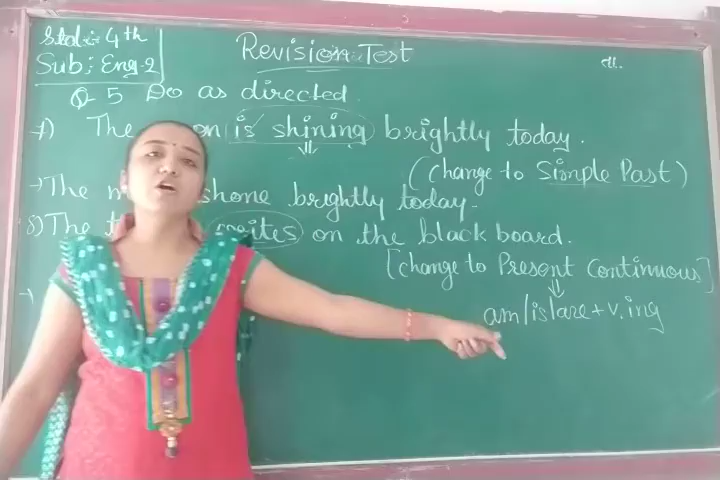 Std :- 4th
Sub : Eng-2
Revision Test
Q 5 Do as directed.
7) The on is shining brightly today.
(Change to Simple Past)
→ The m shone brightly today.
8) The t writes on the black board.
[Change to Present Continuous]
am/is/are + v.ing